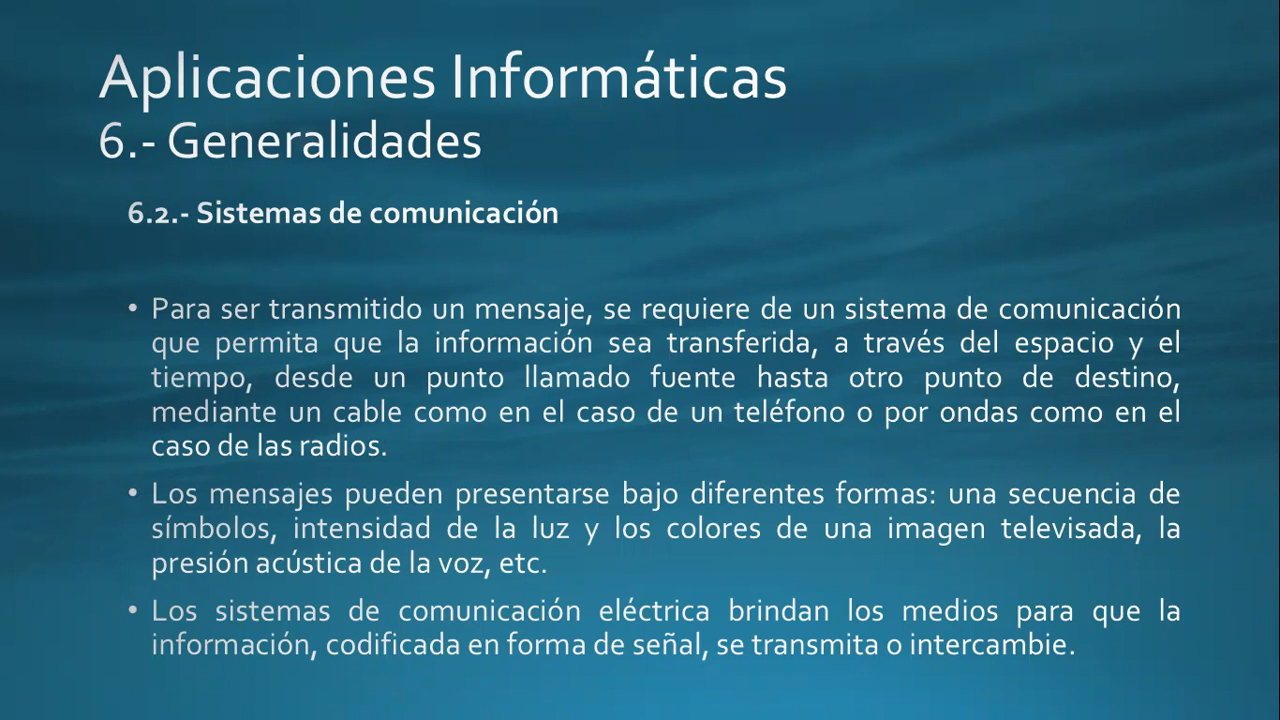 Aplicaciones Informáticas
6.- Generalidades
6.2.- Sistemas de comunicación
• Para ser transmitido un mensaje, se requiere de un sistema de comunicación
que permita que la información sea transferida, a través del espacio y el
tiempo, desde un punto llamado fuente hasta otro punto de destino,
mediante un cable como en el caso de un teléfono o por ondas como en el
caso de las radios.
• Los mensajes pueden presentarse bajo diferentes formas: una secuencia de
símbolos, intensidad de la luz y los colores de una imagen televisada, la
presión acústica de la voz, etc.
• Los sistemas de comunicación eléctrica brindan los medios para que la
información, codificada en forma de señal, se transmita o intercambie.